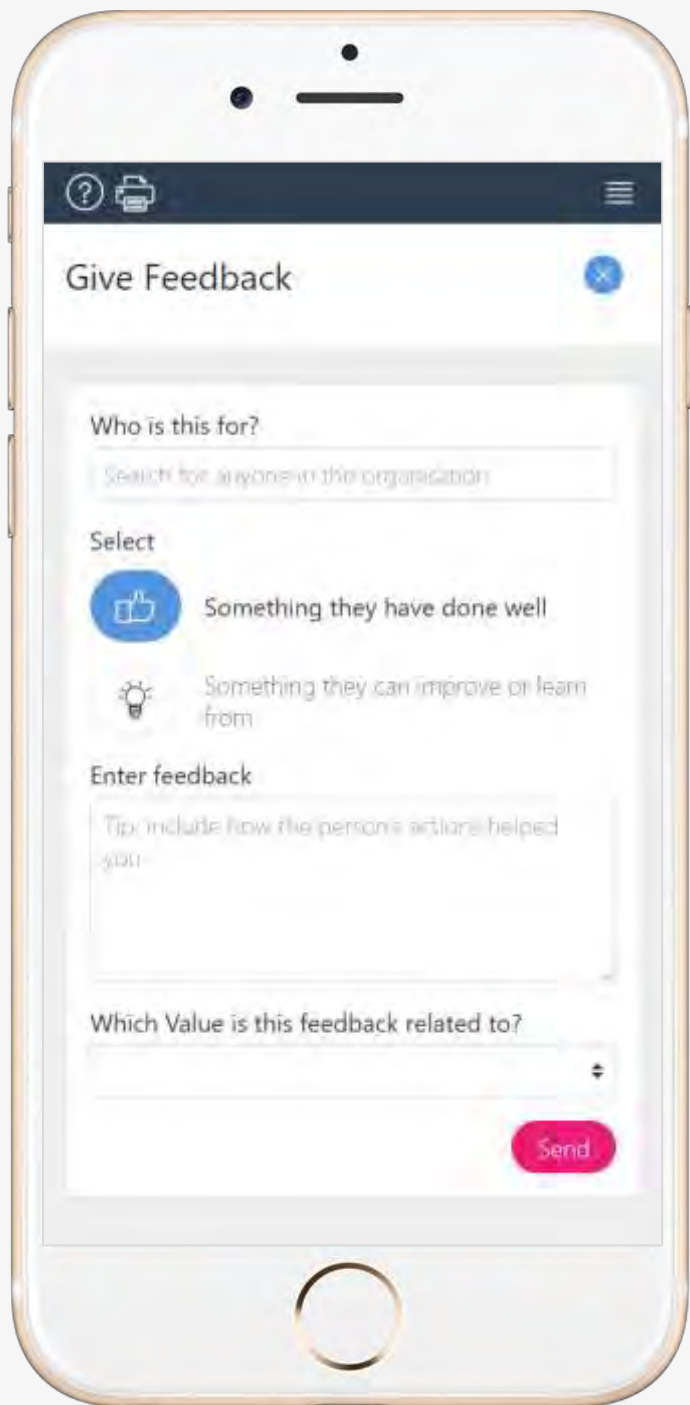 Give Feedback
Who is this for?
Search for anyone in the organisation
Select
Something they have done well
Something they can improve or learn
from
Enter feedback
Tip: include how the person's actions helped
you
Which Value is this feedback related to?
Send